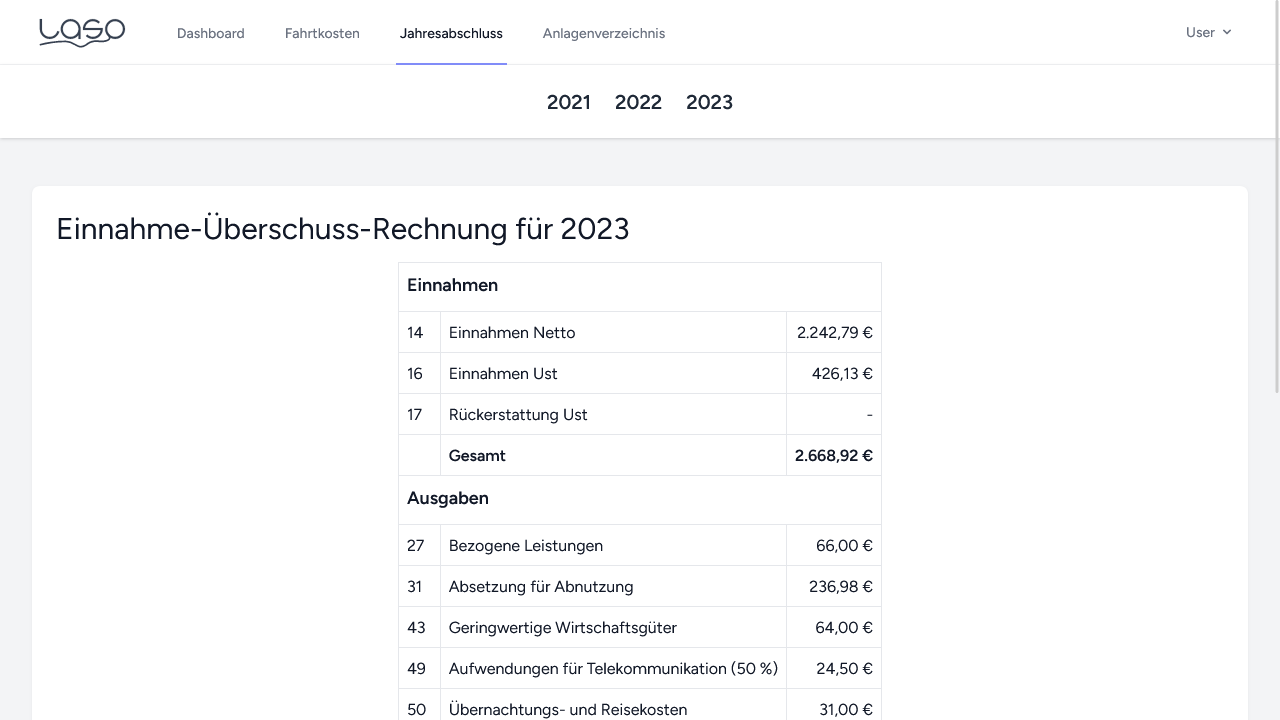 Laso
Dashboard Fahrtkosten Jahresabschluss Anlagenverzeichnis User
2021 2022 2023
Einnahme-Überschuss-Rechnung für 2023
Einnahmen
14 Einnahmen Netto 2.242,79 €
16 Einnahmen Ust 426,13 €
17 Rückerstattung Ust -
Gesamt 2.668,92 €
Ausgaben
27 Bezogene Leistungen 66,00 €
31 Absetzung für Abnutzung 236,98 €
43 Geringwertige Wirtschaftsgüter 64,00 €
49 Aufwendungen für Telekommunikation (50 %) 24,50 €
50 Übernachtungs- und Reisekosten 31,00 €